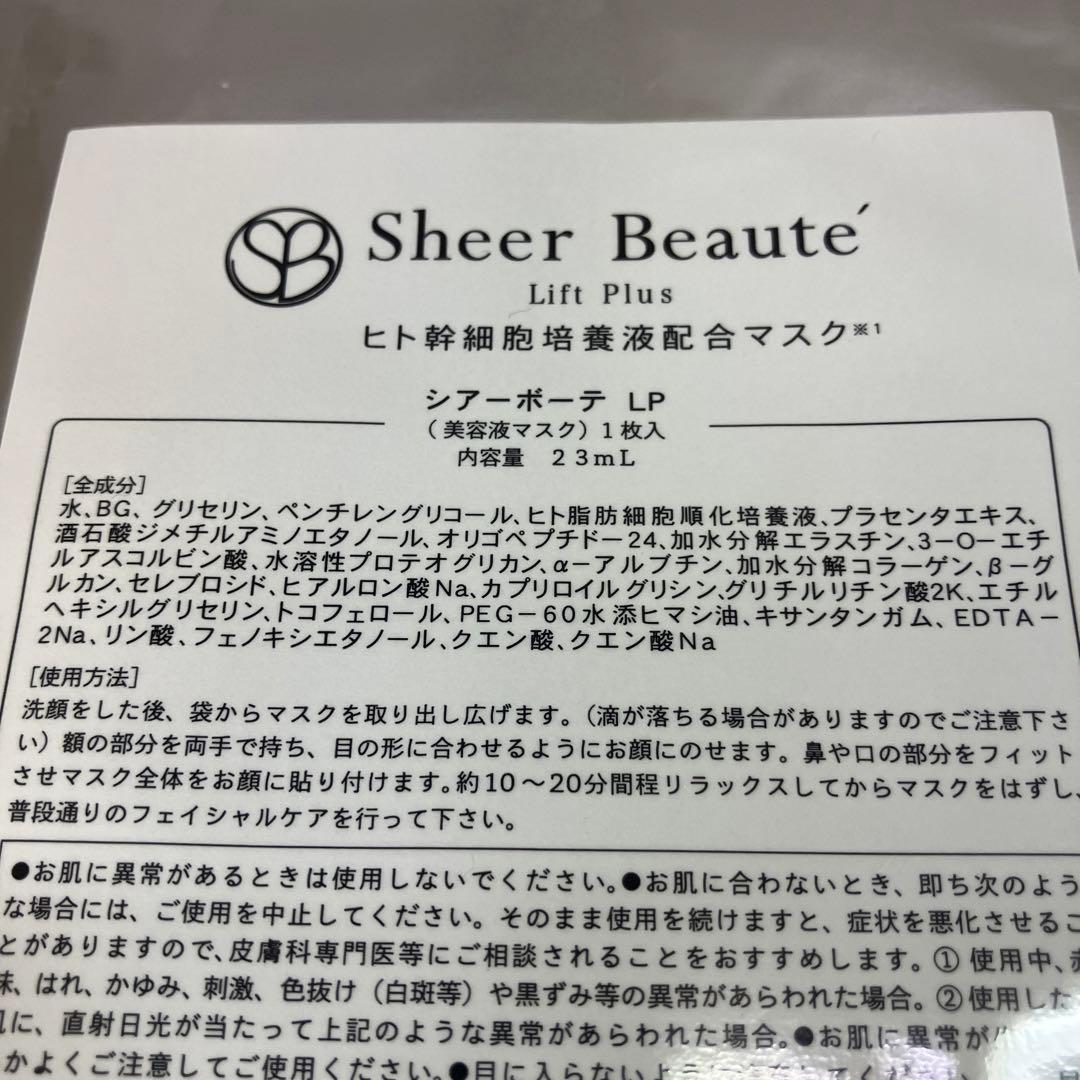 SB
Sheer Beauté
Lift Plus
ヒト幹細胞培養液配合マスク※1
シアーボーテ LP
(美容液マスク)1枚入
内容量 23mL
[全成分]
水、BG、グリセリン、ペンチレングリコール、ヒト脂肪細胞順化培養液、プラセンタエキス、
酒石酸ジメチルアミノエタノール、オリゴペプチド-24、加水分解エラスチン、3-O-エチ
ルアスコルビン酸、水溶性プロテオグリカン、α-アルブチン、加水分解コラーゲン、β-グ
ルカン、セレブロシド、ヒアルロン酸Na、カプリロイルグリシン、グリチルリチン酸2K、エチル
ヘキシルグリセリン、トコフェロール、PEG-60水添ヒマシ油、キサンタンガム、EDTA-
2Na、リン酸、フェノキシエタノール、クエン酸、クエン酸Na
[使用方法]
洗顔をした後、袋からマスクを取り出し広げます。(滴が落ちる場合がありますのでご注意下さ
い)額の部分を両手で持ち、目の形に合わせるようにお顔にのせます。鼻や口の部分をフィット
させマスク全体をお顔に貼り付けます。約10～20分間程リラックスしてからマスクをはずし、
普段通りのフェイシャルケアを行って下さい。
●お肌に異常があるときは使用しないでください。●お肌に合わないとき、即ち次のよう
な場合には、ご使用を中止してください。そのまま使用を続けますと、症状を悪化させるこ
とがありますので、皮膚科専門医等にご相談されることをおすすめします。①使用中、赤
味、はれ、かゆみ、刺激、色抜け(白斑等)や黒ずみ等の異常があらわれた場合。②使用した
肌に、直射日光が当たって上記のような異常があらわれた場合。●お肌に異常が
かよくご注意してご使用ください。●目に入らないように